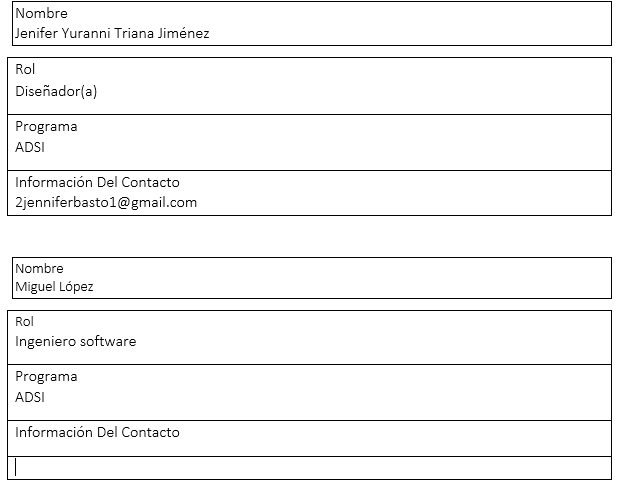 Nombre
Jenifer Yuranni Triana Jiménez
Rol
Diseñador(a)
Programa
ADSI
Información Del Contacto
2jenniferbasto1@gmail.com
Nombre
Miguel López
Rol
Ingeniero software
Programa
ADSI
Información Del Contacto